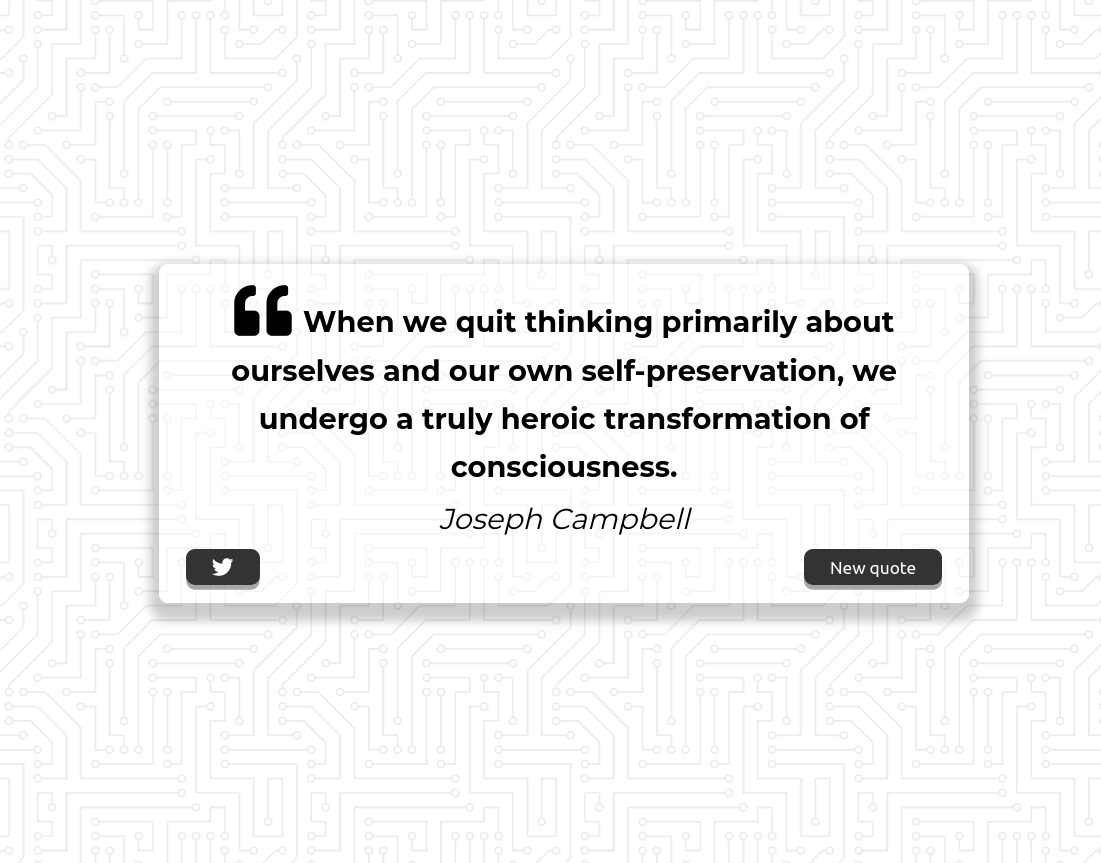 ❝ When we quit thinking primarily about
ourselves and our own self-preservation, we
undergo a truly heroic transformation of
consciousness.
Joseph Campbell
New quote